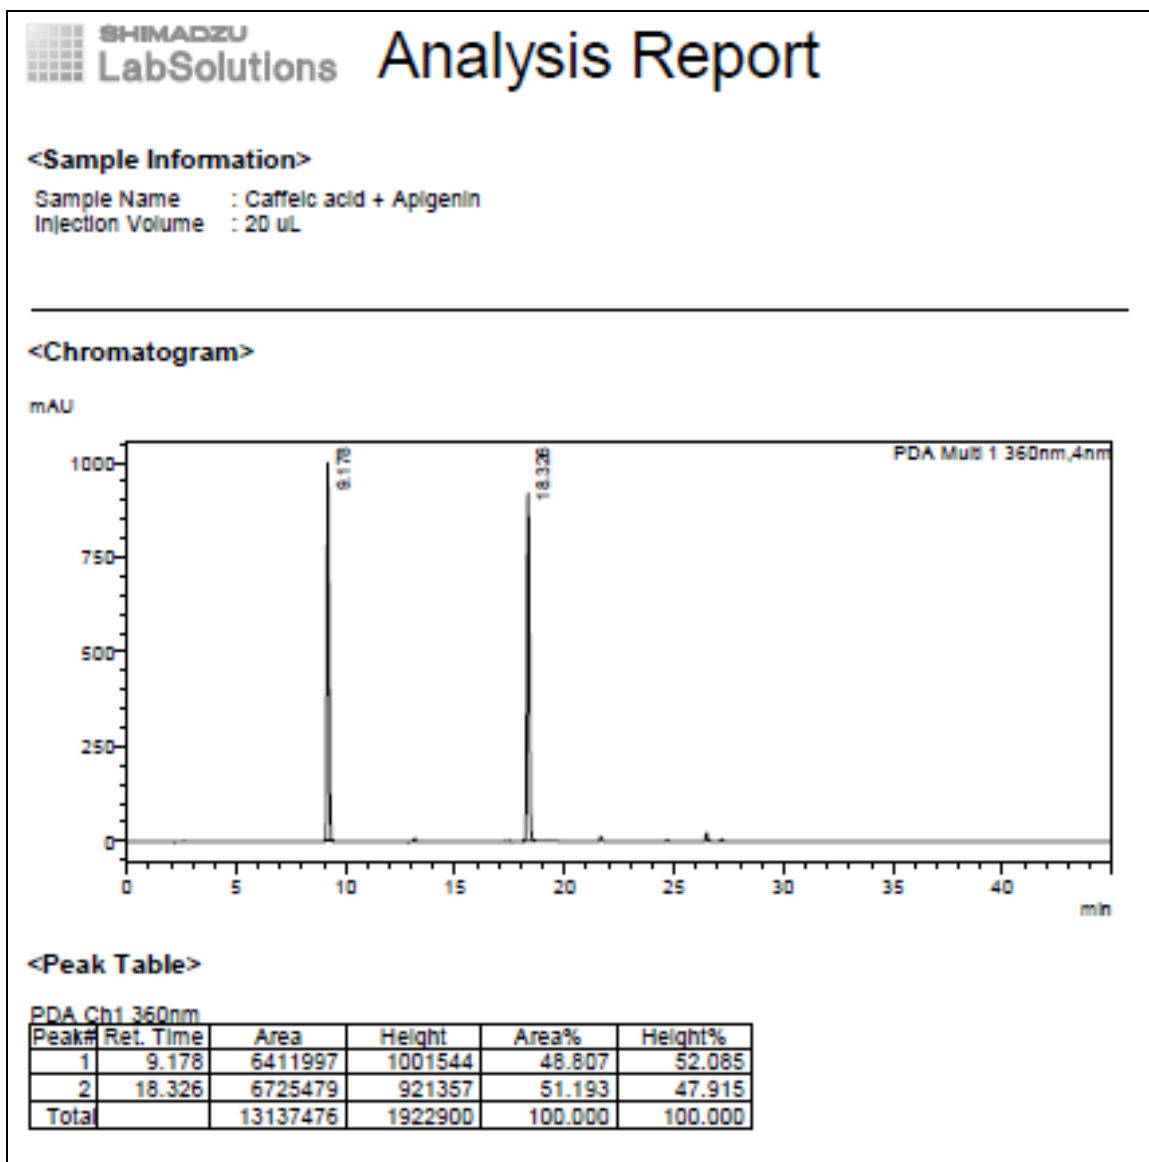 SHIMADZU
LabSolutions Analysis Report
<Sample Information>
Sample Name : Caffeic acid + Apigenin
Injection Volume : 20 uL
<Chromatogram>
mAU
PDA Multi 1 360nm,4nm
9.178
18.326
1000
750
500
250
0
0 5 10 15 20 25 30 35 40
min
<Peak Table>
PDA Ch1 360nm
Peak# Ret. Time Area Height Area% Height%
1 9.178 6411997 1001544 48.807 52.085
2 18.326 6725479 921357 51.193 47.915
Total 13137476 1922900 100.000 100.000